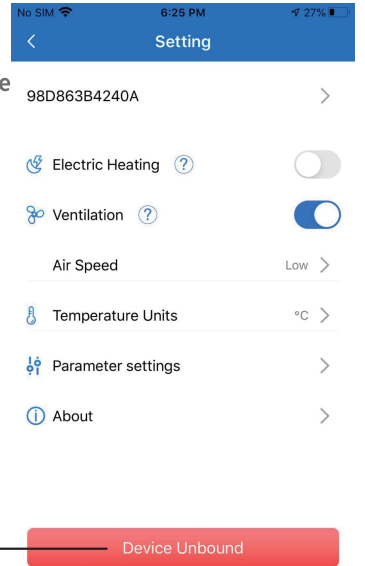 No SIM 6:25 PM 27%
Setting
e
98D863B4240A
Electric Heating ?
Ventilation ?
Air Speed Low
Temperature Units °C
Parameter settings
About
Device Unbound